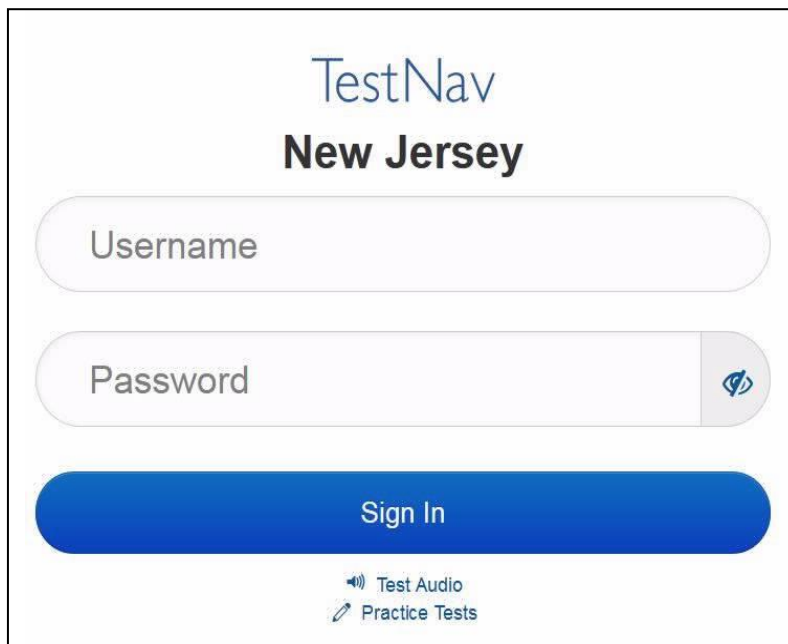 TestNav
New Jersey
Username
Password
Sign In
Test Audio
Practice Tests